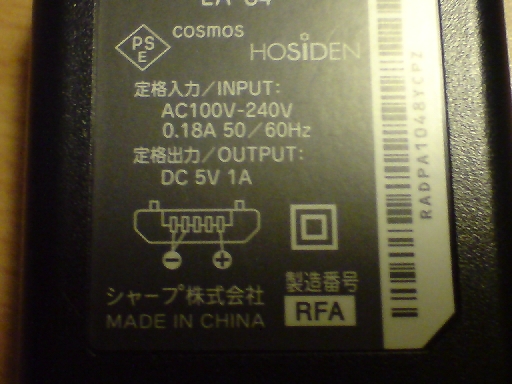 PS
E
cosmos
HOSiDEN
定格入力／INPUT:
AC100V-240V
0.18A 50／60Hz
定格出力／OUTPUT:
DC 5V 1A
シャープ株式会社
MADE IN CHINA
製造番号
RFA
RADPA1048YCPZ